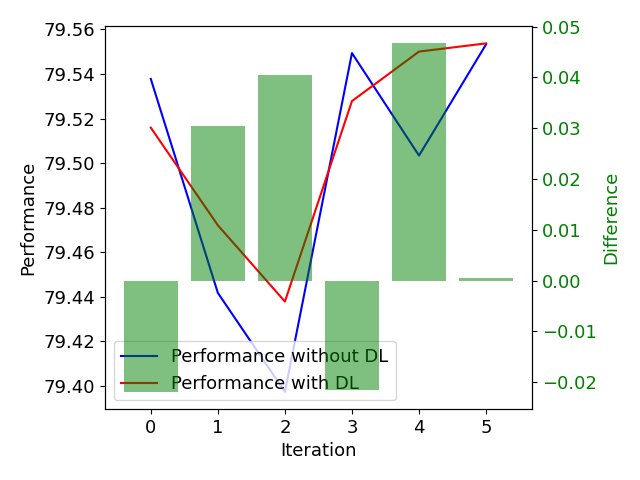 79.56
79.54
79.52
79.50
79.48
79.46
79.44
79.42
79.40
Performance
0.05
0.04
0.03
0.02
0.01
0.00
−0.01
−0.02
Difference
Performance without DL
Performance with DL
0 1 2 3 4 5
Iteration